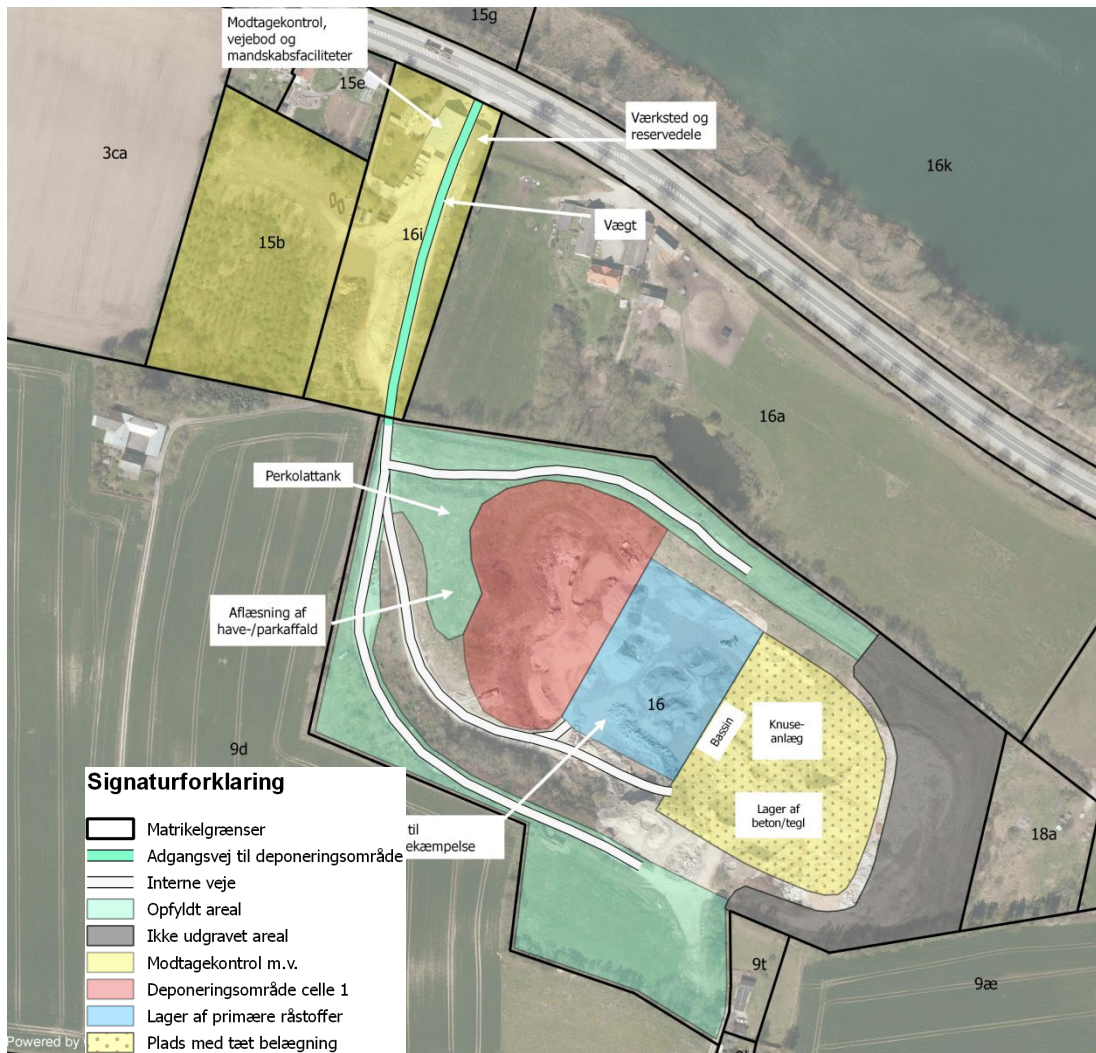 15g
Modtagekontrol,
vejebod og
mandskabsfaciliteter
15e
Værksted og
reservedele
3ca
16k
Vægt
16i
15b
16a
Perkolattank
Aflæsning af
have-/parkaffald
16
Bassin
Knuse-
anlæg
9d
Lager af
beton/tegl
til
ekæmpelse
18a
9t
9æ
Signaturforklaring
Matrikelgrænser
Adgangsvej til deponeringsområde
Interne veje
Opfyldt areal
Ikke udgravet areal
Modtagekontrol m.v.
Deponeringsområde celle 1
Lager af primære råstoffer
Plads med tæt belægning
Powered by